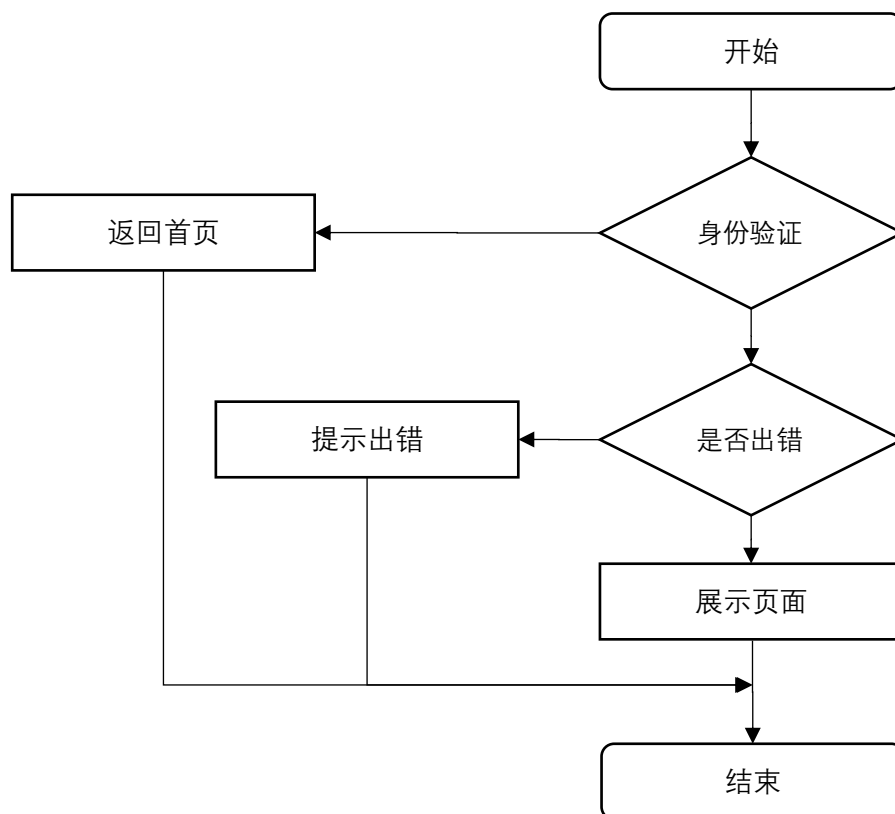 开始
返回首页
身份验证
提示出错
是否出错
展示页面
结束